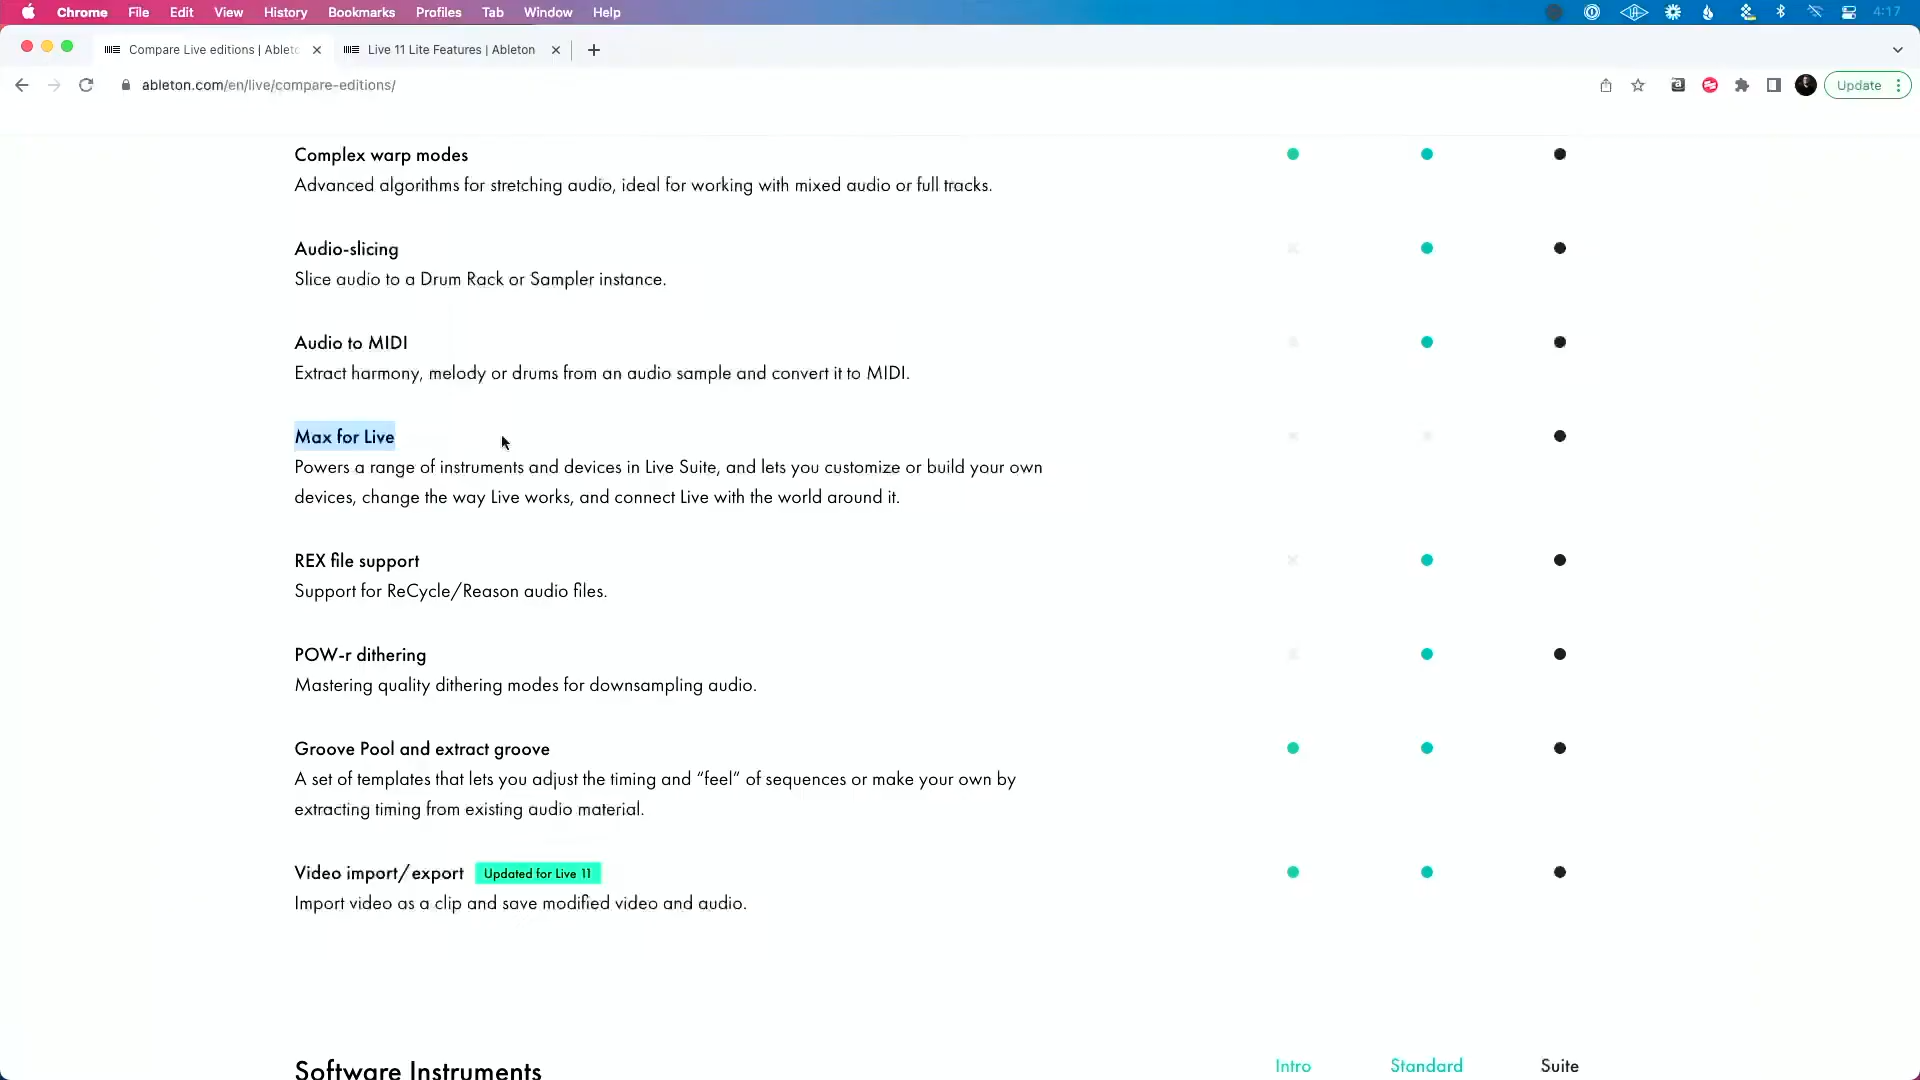 Chrome File Edit View History Bookmarks Profiles Tab Window Help 4:17
Compare Live editions | Ableto Live 11 Lite Features | Ableton
ableton.com/en/live/compare-editions/ Update
Complex warp modes
Advanced algorithms for stretching audio, ideal for working with mixed audio or full tracks.
Audio-slicing
Slice audio to a Drum Rack or Sampler instance.
Audio to MIDI
Extract harmony, melody or drums from an audio sample and convert it to MIDI.
Max for Live
Powers a range of instruments and devices in Live Suite, and lets you customize or build your own
devices, change the way Live works, and connect Live with the world around it.
REX file support
Support for ReCycle/Reason audio files.
POW-r dithering
Mastering quality dithering modes for downsampling audio.
Groove Pool and extract groove
A set of templates that lets you adjust the timing and “feel” of sequences or make your own by
extracting timing from existing audio material.
Video import/export Updated for Live 11
Import video as a clip and save modified video and audio.
Software Instruments Intro Standard Suite